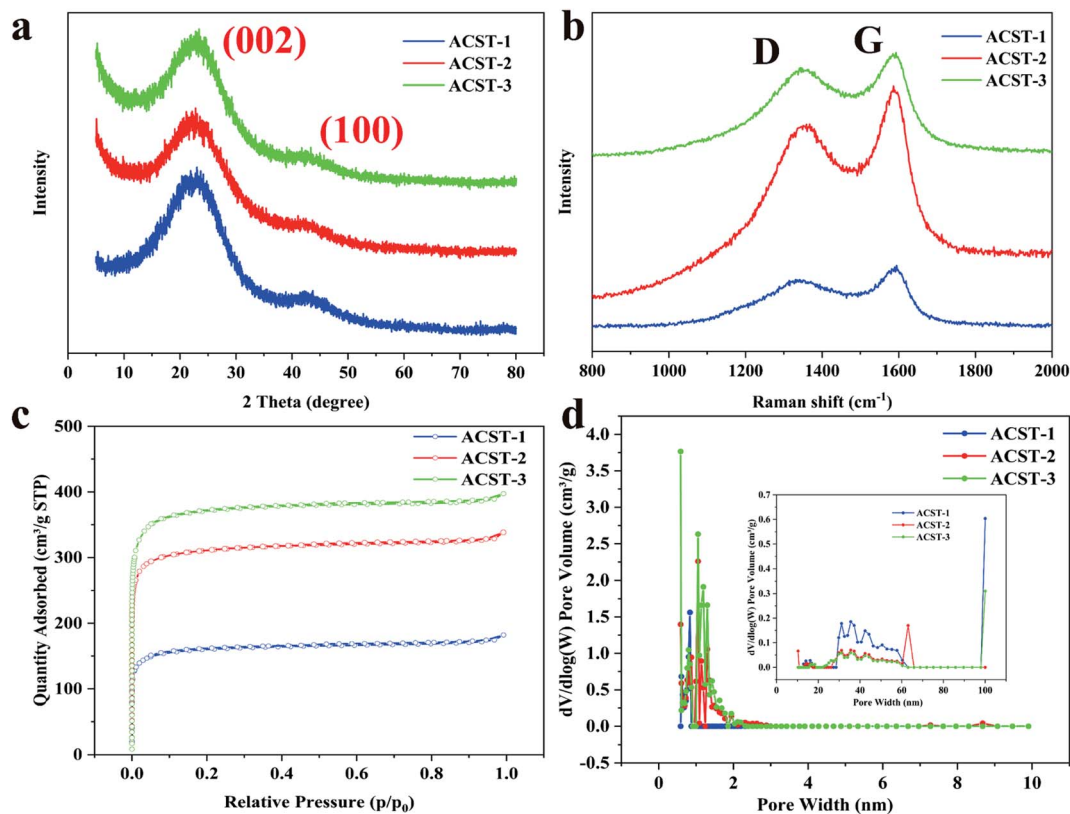 a
(002)
(100)
ACST-1
ACST-2
ACST-3
Intensity
0 10 20 30 40 50 60 70 80
2 Theta (degree)
b
D
G
ACST-1
ACST-2
ACST-3
Intensity
800 1000 1200 1400 1600 1800 2000
Raman shift (cm⁻¹)
c
ACST-1
ACST-2
ACST-3
Quantity Adsorbed (cm³/g STP)
500
400
300
200
100
0
0.0 0.2 0.4 0.6 0.8 1.0
Relative Pressure (p/p₀)
d
ACST-1
ACST-2
ACST-3
dV/dlog(W) Pore Volume (cm³/g)
4.0
3.5
3.0
2.5
2.0
1.5
1.0
0.5
0.0
-0.5
0 2 4 6 8 10
Pore Width (nm)
ACST-1
ACST-2
ACST-3
dV/dlog(W) Pore Volume (cm³/g)
0.7
0.6
0.5
0.4
0.3
0.2
0.1
0.0
0 20 40 60 80 100
Pore Width (nm)